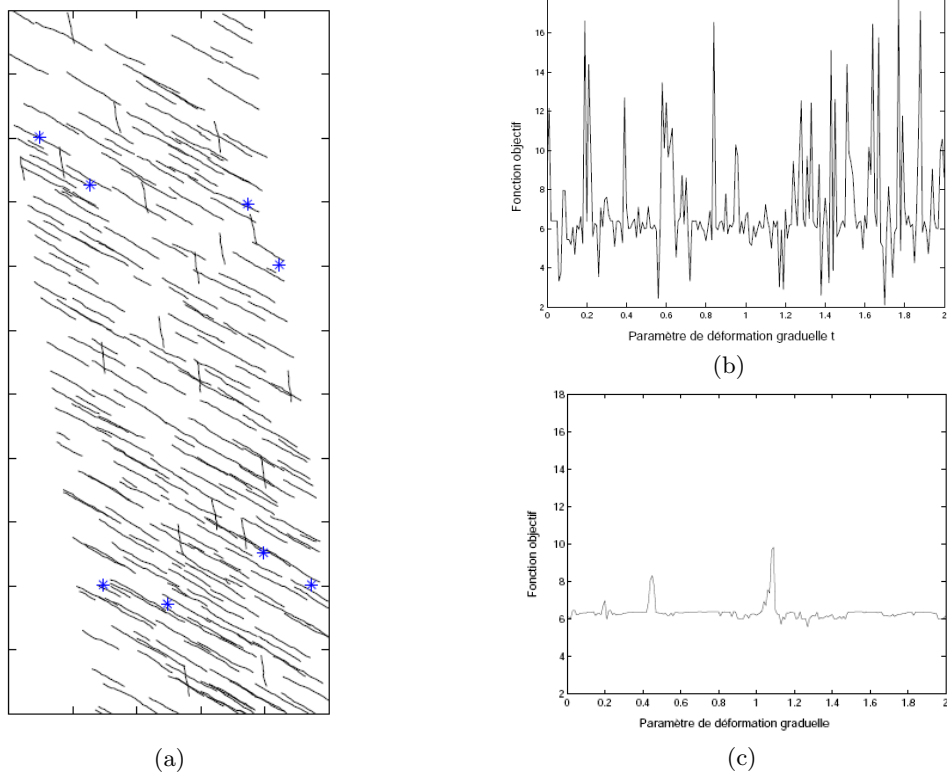 (a)
16
14
12
10
8
6
4
2
Fonction objectif
0 0.2 0.4 0.6 0.8 1 1.2 1.4 1.6 1.8 2
Paramètre de déformation graduelle t
(b)
18
16
14
12
10
8
6
4
2
Fonction objectif
0 0.2 0.4 0.6 0.8 1 1.2 1.4 1.6 1.8 2
Paramètre de déformation graduelle
(c)